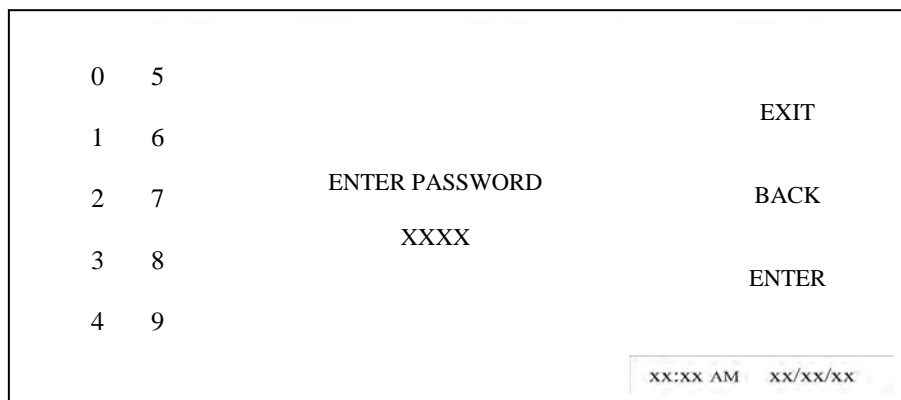 0 5
EXIT
1 6
ENTER PASSWORD
2 7
BACK
XXXX
3 8
ENTER
4 9
xx:xx AM xx/xx/xx